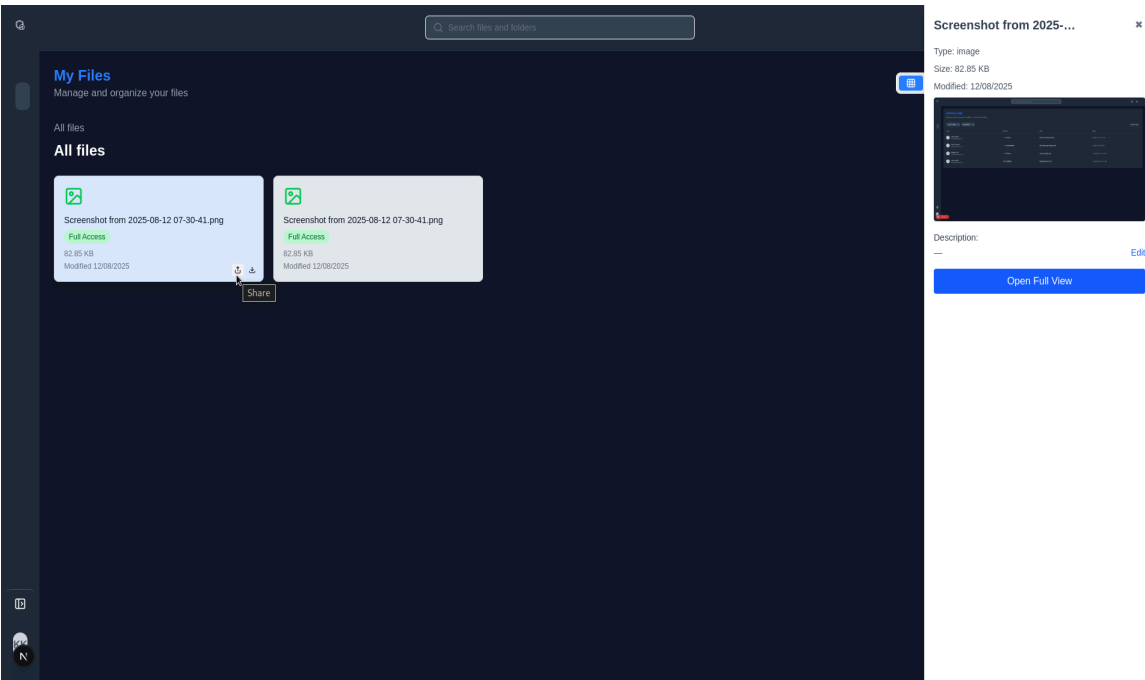 Search files and folders
My Files
Manage and organize your files
All files
All files
Screenshot from 2025-08-12 07-30-41.png
Full Access
82.85 KB
Modified 12/08/2025
Share
Screenshot from 2025-08-12 07-30-41.png
Full Access
82.85 KB
Modified 12/08/2025
N
Screenshot from 2025-...
Type: image
Size: 82.85 KB
Modified: 12/08/2025
Description:
—
Edit
Open Full View